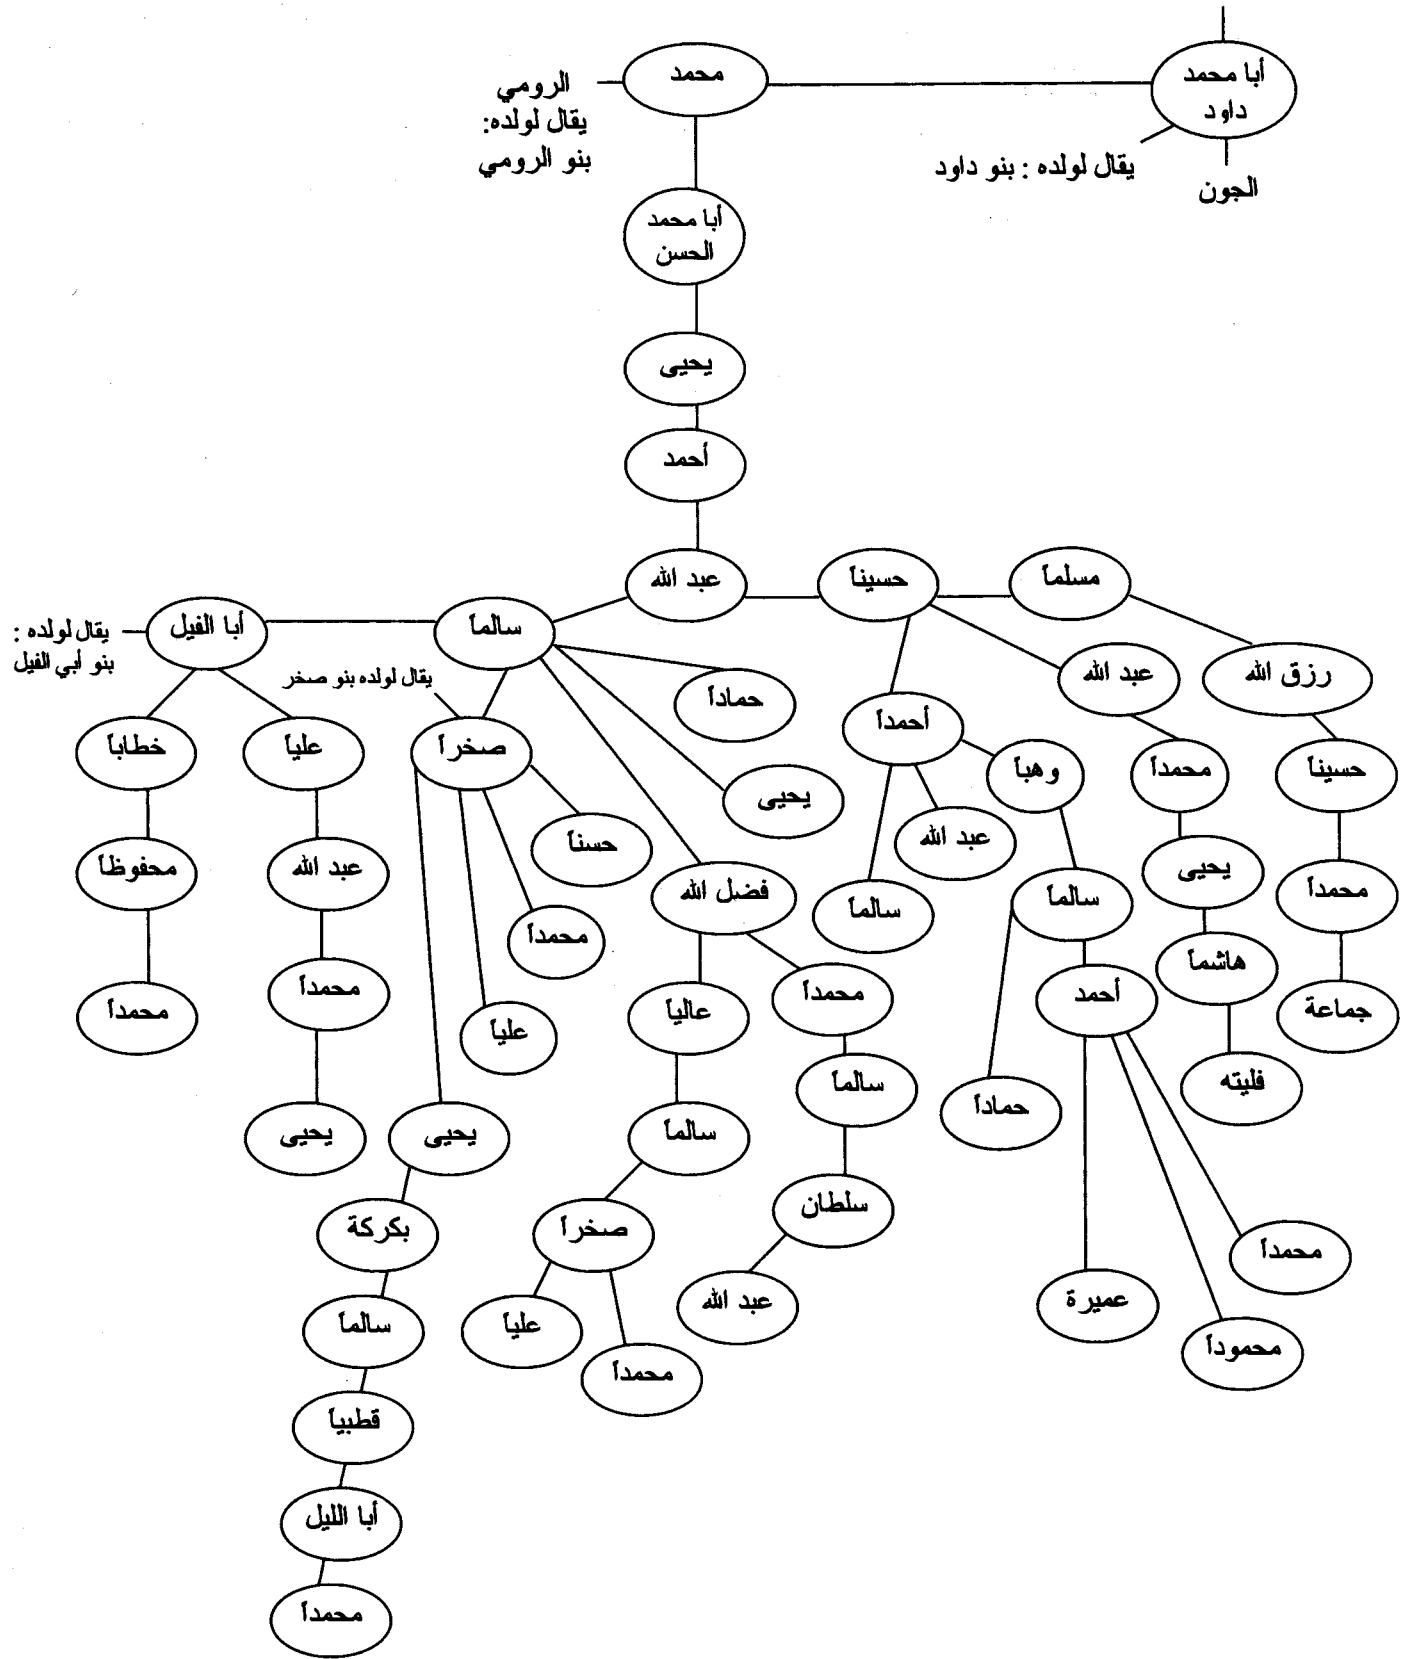 أبا محمد
داود
محمد
الرومي
يقال لولده:
بنو الرومي
يقال لولده : بنو داود
الجون
أبا محمد
الحسن
يحيى
أحمد
مسلماً
حسيناً
عبد الله
سالماً
أبا الفيل
يقال لولده :
بنو أبي الفيل
رزق الله
عبد الله
حماداً
يقال لولده بنو صخر
أحمداً
صخراً
علياً
خطاباً
حسيناً
محمداً
وهباً
يحيى
عبد الله
حسناً
محمداً
يحيى
سالماً
سالماً
فضل الله
محمداً
عبد الله
محفوظاً
هاشماً
أحمد
محمداً
عاليا
علياً
محمداً
محمداً
جماعة
فليته
حماداً
سالماً
سالماً
يحيى
يحيى
سلطان
صخراً
بكركة
محمداً
عميرة
عبد الله
علياً
سالماً
محموداً
محمداً
قطبياً
أبا الليل
محمداً